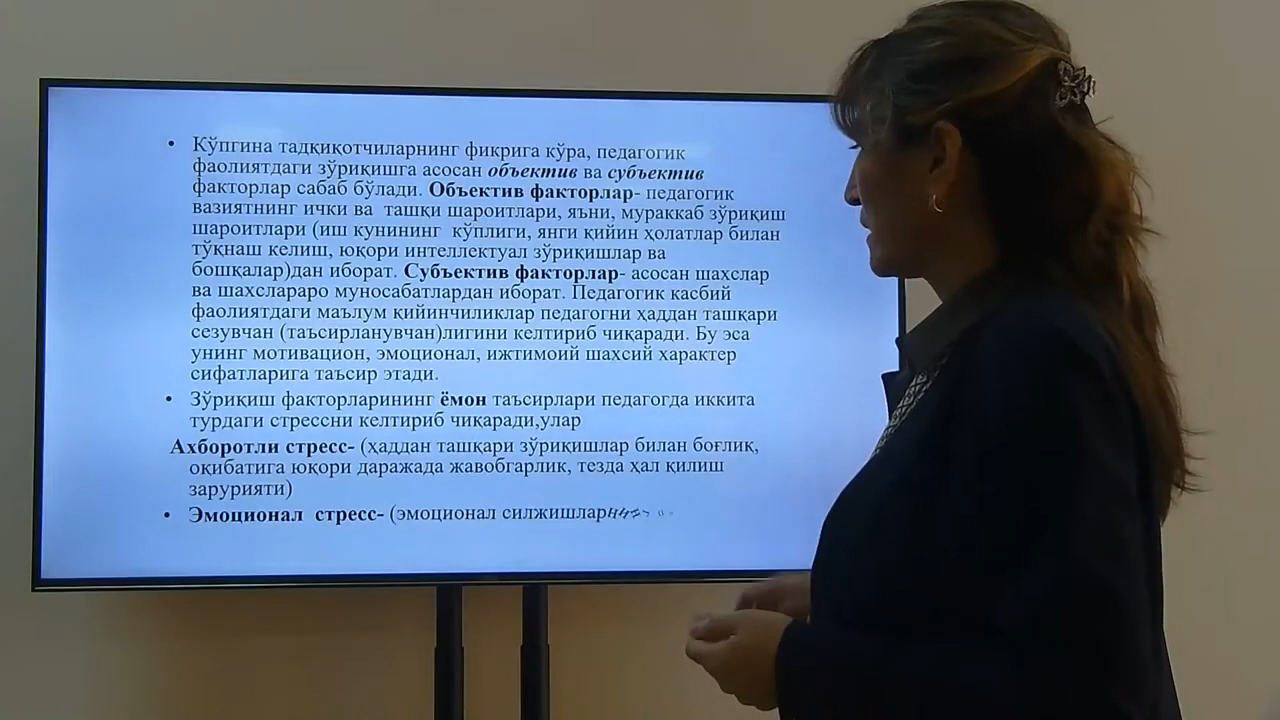 • Кўпгина тадқиқотчиларнинг фикрига кўра, педагогик
фаолиятдаги зўриқишга асосан объектив ва субъектив
факторлар сабаб бўлади. Объектив факторлар- педагогик
вазиятнинг ички ва ташқи шароитлари, яъни, мураккаб зўриқиш
шароитлари (иш кунининг кўплиги, янги қийин ҳолатлар билан
тўқнаш келиш, юқори интеллектуал зўриқишлар ва
бошқалар)дан иборат. Субъектив факторлар- асосан шахслар
ва шахслараро муносабатлардан иборат. Педагогик касбий
фаолиятдаги маълум қийинчиликлар педагогни ҳаддан ташқари
сезувчан (таъсирланувчан)лигини келтириб чиқаради. Бу эса
унинг мотивацион, эмоционал, ижтимоий шахсий характер
сифатларига таъсир этади.
• Зўриқиш факторларининг ёмон таъсирлари педагогда иккита
турдаги стрессни келтириб чиқаради,улар
Ахборотли стресс- (ҳаддан ташқари зўриқишлар билан боғлиқ,
оқибатига юқори даражада жавобгарлик, тезда ҳал қилиш
зарурияти)
• Эмоционал стресс- (эмоционал